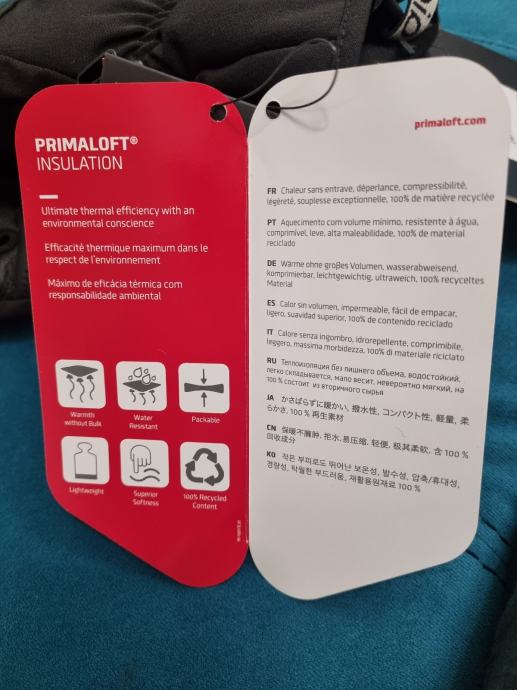 PRIMALOFT®
INSULATION
Ultimate thermal efficiency with an
environmental conscience
Efficacité thermique maximum dans le
respect de l'environnement
Máximo de eficácia térmica com
responsabilidade ambiental
Warmth
without Bulk
Water
Resistant
Packable
Lightweight
Superior
Softness
100% Recycled
Content
primaloft.com
FR Chaleur sans entrave, déperlance, compressibilité,
légèreté, souplesse exceptionnelle, 100% de matière recyclée
PT Aquecimento com volume mínimo, resistente à água,
comprimível, leve, alta maleabilidade, 100% de material
reciclado
DE Wärme ohne großes Volumen, wasserabweisend,
komprimierbar, leichtgewichtig, ultraweich, 100% recyceltes
Material
ES Calor sin volumen, impermeable, fácil de empacar,
ligero, suavidad superior, 100% de contenido reciclado
IT Calore senza ingombro, idrorepellente, comprimibile,
leggero, massima morbidezza, 100% di materiale riciclato
RU Теплоизоляция без лишнего объема, водостойкий,
легко складывается, мало весит, невероятно мягкий, на
100 % состоит из вторичного сырья
JA かさばらずに暖かい, 撥水性, コンパクト性, 軽量, 柔
らかさ, 100 % 再生素材
CN 保暖不臃肿, 拒水, 易压缩, 轻便, 极其柔软, 含 100 %
回收成分
KO 적은 부피로도 뛰어난 보온성, 발수성, 압축/휴대성,
경량성, 탁월한 부드러움, 재활용원재료 100 %